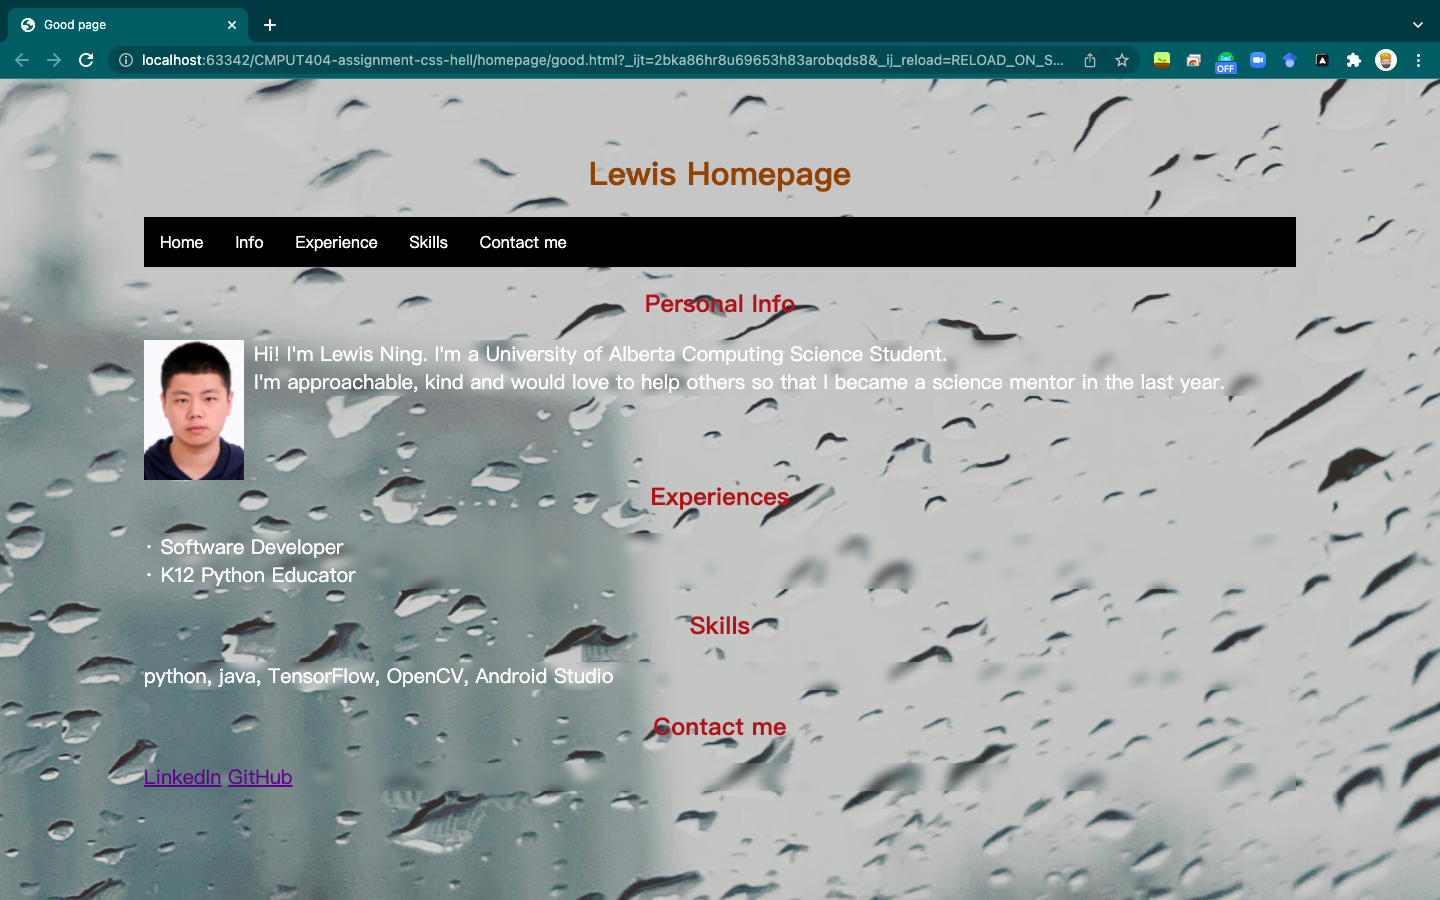 Good page
localhost:63342/CMPUT404-assignment-css-hell/homepage/good.html?_ijt=2bka86hr8u69653h83arobqds8&_ij_reload=RELOAD_ON_S...
OFF
Lewis Homepage
Home Info Experience Skills Contact me
Personal Info
Hi! I'm Lewis Ning. I'm a University of Alberta Computing Science Student.
I'm approachable, kind and would love to help others so that I became a science mentor in the last year.
Experiences
· Software Developer
· K12 Python Educator
Skills
python, java, TensorFlow, OpenCV, Android Studio
Contact me
LinkedIn GitHub